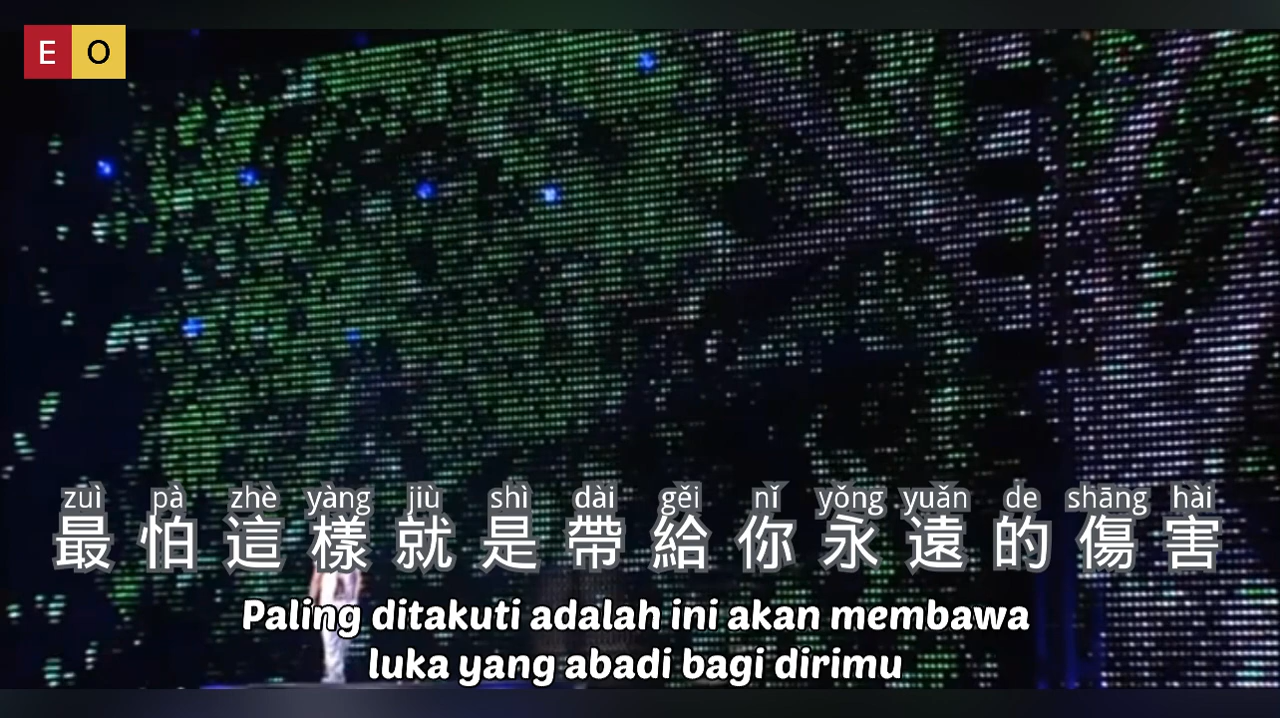 E O
zuì pà zhè yàng jiù shì dài gěi nǐ yǒng yuǎn de shāng hài
最怕這樣就是帶給你永遠的傷害
Paling ditakuti adalah ini akan membawa
luka yang abadi bagi dirimu